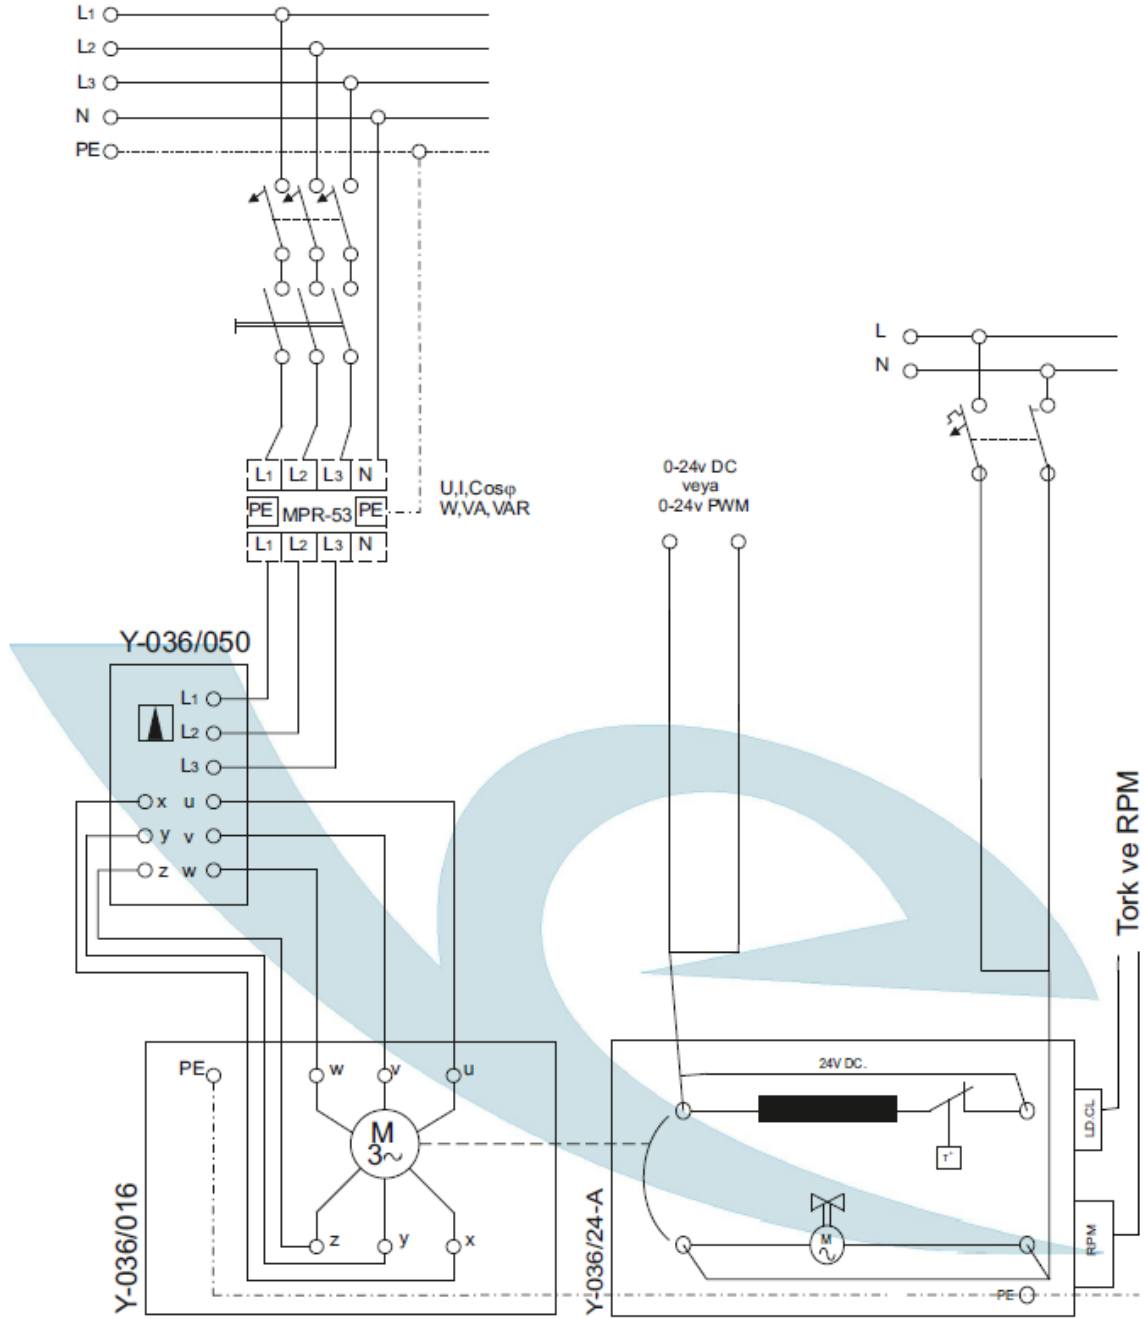 L1
L2
L3
N
PE
L
N
L1 L2 L3 N
PE MPR-53 PE
L1 L2 L3 N
U,I,Cosφ
W,VA,VAR
0-24v DC
veya
0-24v PWM
Y-036/050
L1
L2
L3
x u
y v
z w
Tork ve RPM
PE w v u
M
3~
z y x
Y-036/016
24V DC.
T°
M
~
PE
Y-036/24-A
LD.CL
RPM